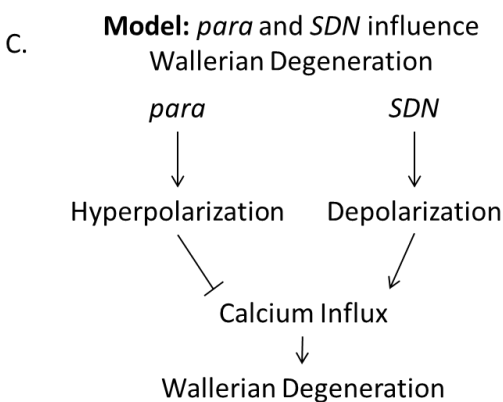 C.
Model: para and SDN influence
Wallerian Degeneration
para SDN
Hyperpolarization Depolarization
Calcium Influx
Wallerian Degeneration